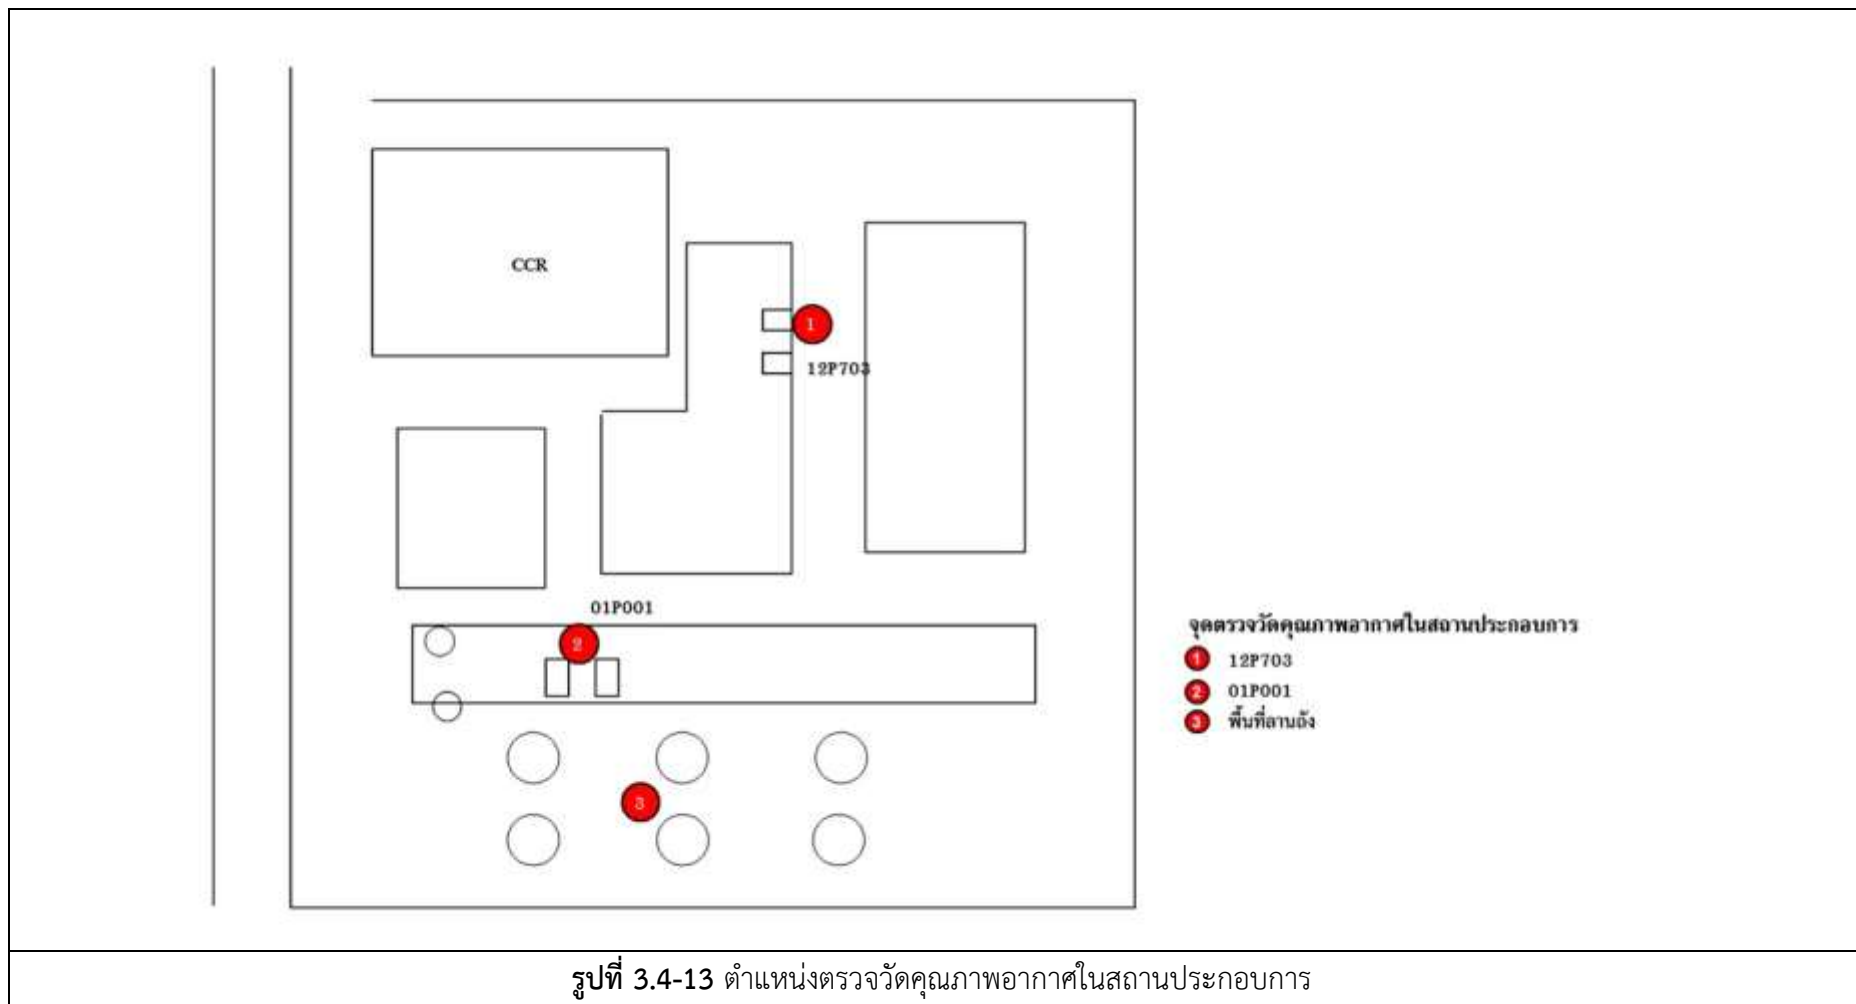 CCR
1
12P703
01P001
2
3
จุดตรวจวัดคุณภาพอากาศในสถานประกอบการ
1 12P703
2 01P001
3 พื้นที่ลานถัง
รูปที่ 3.4-13 ตำแหน่งตรวจวัดคุณภาพอากาศในสถานประกอบการ